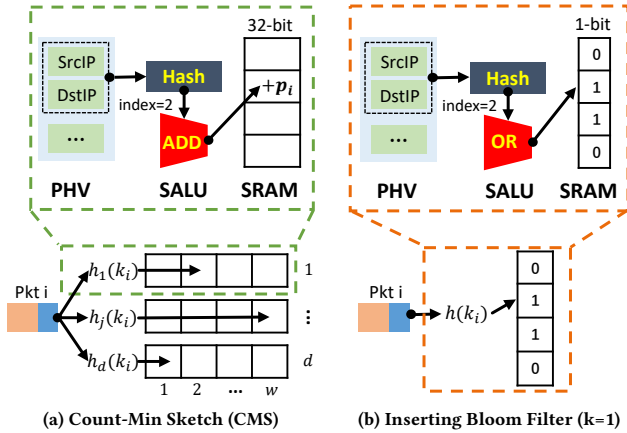 32-bit
SrcIP
Hash
DstIP
index=2
+p_i
ADD
...
PHV
SALU
SRAM
Pkt i
h_1(k_i)
1
h_j(k_i)
⋮
h_d(k_i)
d
1 2 ... w
(a) Count-Min Sketch (CMS)
1-bit
SrcIP
0
Hash
DstIP
1
index=2
1
OR
...
0
PHV
SALU
SRAM
0
Pkt i
h(k_i)
1
1
0
(b) Inserting Bloom Filter (k=1)